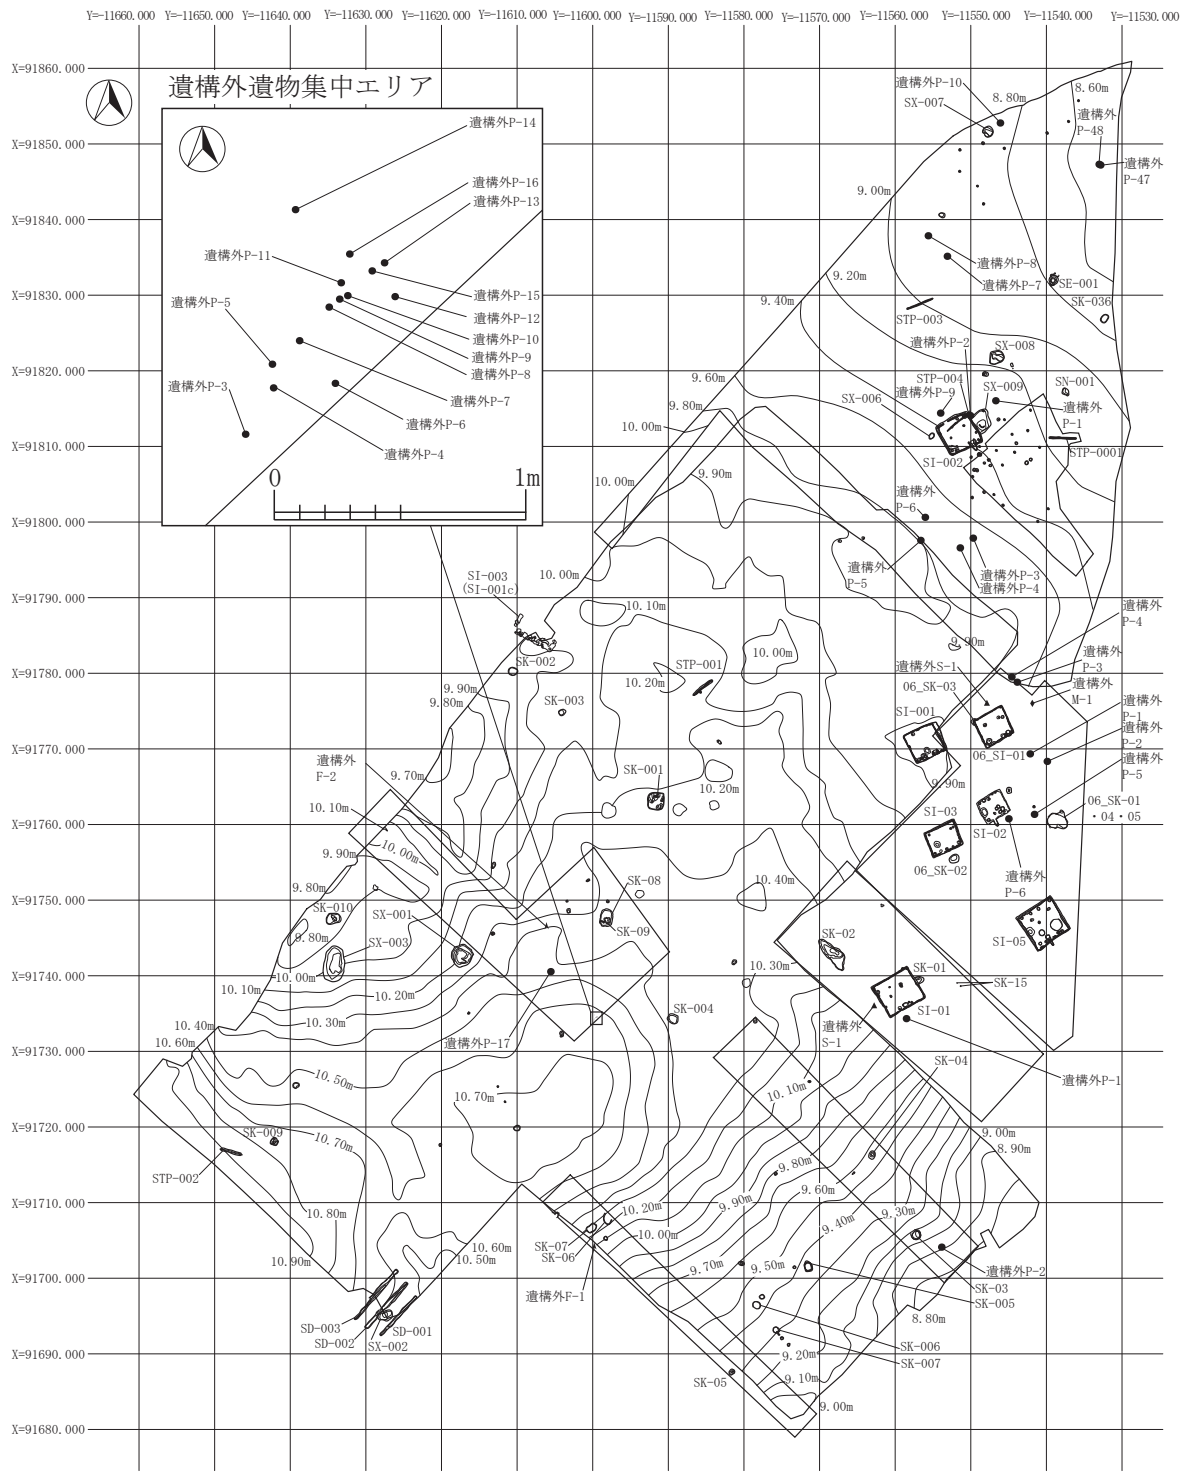 Y=-11660.000 Y=-11650.000 Y=-11640.000 Y=-11630.000 Y=-11620.000 Y=-11610.000 Y=-11600.000 Y=-11590.000 Y=-11580.000 Y=-11570.000 Y=-11560.000 Y=-11550.000 Y=-11540.000 Y=-11530.000
X=91860.000
X=91850.000
X=91840.000
X=91830.000
X=91820.000
X=91810.000
X=91800.000
X=91790.000
X=91780.000
X=91770.000
X=91760.000
X=91750.000
X=91740.000
X=91730.000
X=91720.000
X=91710.000
X=91700.000
X=91690.000
X=91680.000
遺構外遺物集中エリア
遺構外P-14
遺構外P-16
遺構外P-13
遺構外P-11
遺構外P-15
遺構外P-5
遺構外P-12
遺構外P-10
遺構外P-9
遺構外P-8
遺構外P-3
遺構外P-7
遺構外P-6
遺構外P-4
0
1m
遺構外P-10
SX-007
8.80m
8.60m
遺構外
P-48
遺構外
P-47
9.00m
遺構外P-8
遺構外P-7
9.20m
SE-001
SK-036
9.40m
STP-003
遺構外P-2
SX-008
9.60m
STP-004
SX-009
SN-001
遺構外P-9
SX-006
9.80m
遺構外
P-1
10.00m
STP-0001
SI-002
9.90m
10.00m
遺構外
P-6
遺構外
P-5
遺構外P-3
遺構外P-4
10.00m
SI-003
(SI-001c)
10.10m
遺構外
P-4
9.90m
SK-002
10.00m
遺構外
P-3
STP-001
遺構外S-1
9.90m
9.80m
10.20m
06_SK-03
遺構外
M-1
SK-003
SI-001
遺構外
P-1
遺構外
P-2
06_SI-01
遺構外
F-2
9.70m
SK-001
10.20m
9.90m
遺構外
P-5
10.10m
SI-03
SI-02
06_SK-01
・04・05
10.00m
9.90m
06_SK-02
遺構外
P-6
9.80m
SK-08
10.40m
SK-010
SX-001
9.80m
SX-003
SK-09
SK-02
SI-05
10.00m
10.30m
SK-01
SK-15
10.10m
10.20m
SI-01
10.30m
SK-004
10.40m
遺構外
S-1
10.60m
遺構外P-17
SK-04
遺構外P-1
10.50m
10.10m
10.70m
SK-009
10.70m
9.00m
8.90m
STP-002
9.80m
9.60m
10.80m
10.20m
9.90m
9.30m
9.40m
SK-07
SK-06
10.00m
10.60m
10.50m
10.90m
9.70m
9.50m
遺構外P-2
遺構外F-1
SK-03
SK-005
8.80m
SD-003
SD-001
SD-002
SX-002
SK-006
SK-007
9.20m
SK-05
9.10m
9.00m